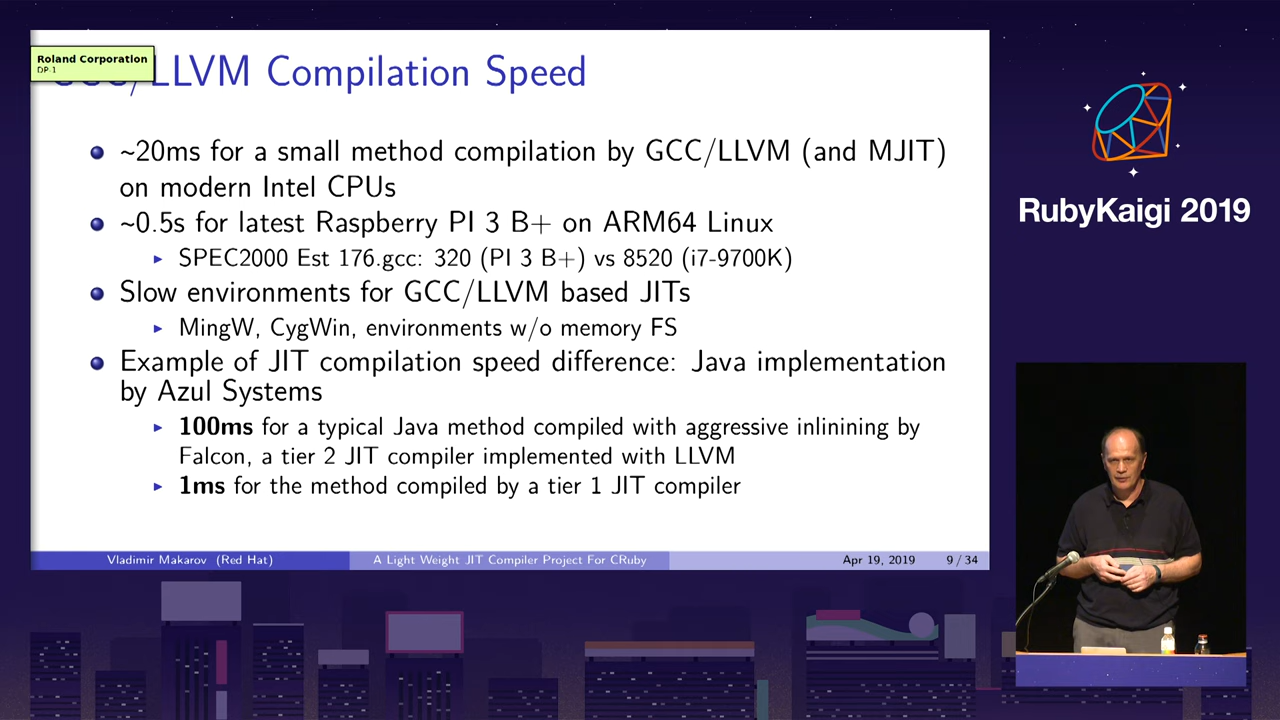 Roland Corporation
DP-1
GCC/LLVM Compilation Speed
~20ms for a small method compilation by GCC/LLVM (and MJIT)
on modern Intel CPUs
~0.5s for latest Raspberry PI 3 B+ on ARM64 Linux
SPEC2000 Est 176.gcc: 320 (PI 3 B+) vs 8520 (i7-9700K)
Slow environments for GCC/LLVM based JITs
MingW, CygWin, environments w/o memory FS
Example of JIT compilation speed difference: Java implementation
by Azul Systems
100ms for a typical Java method compiled with aggressive inlinining by
Falcon, a tier 2 JIT compiler implemented with LLVM
1ms for the method compiled by a tier 1 JIT compiler
Vladimir Makarov (Red Hat)
A Light Weight JIT Compiler Project For CRuby
Apr 19, 2019
9 / 34
RubyKaigi 2019